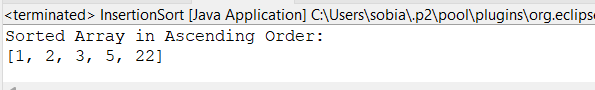 <terminated> InsertionSort [Java Application] C:\Users\sobia\.p2\pool\plugins\org.eclips
Sorted Array in Ascending Order:
[1, 2, 3, 5, 22]